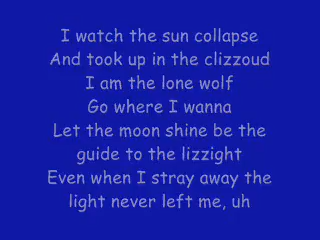 I watch the sun collapse
And took up in the clizzoud
I am the lone wolf
Go where I wanna
Let the moon shine be the
guide to the lizzight
Even when I stray away the
light never left me, uh